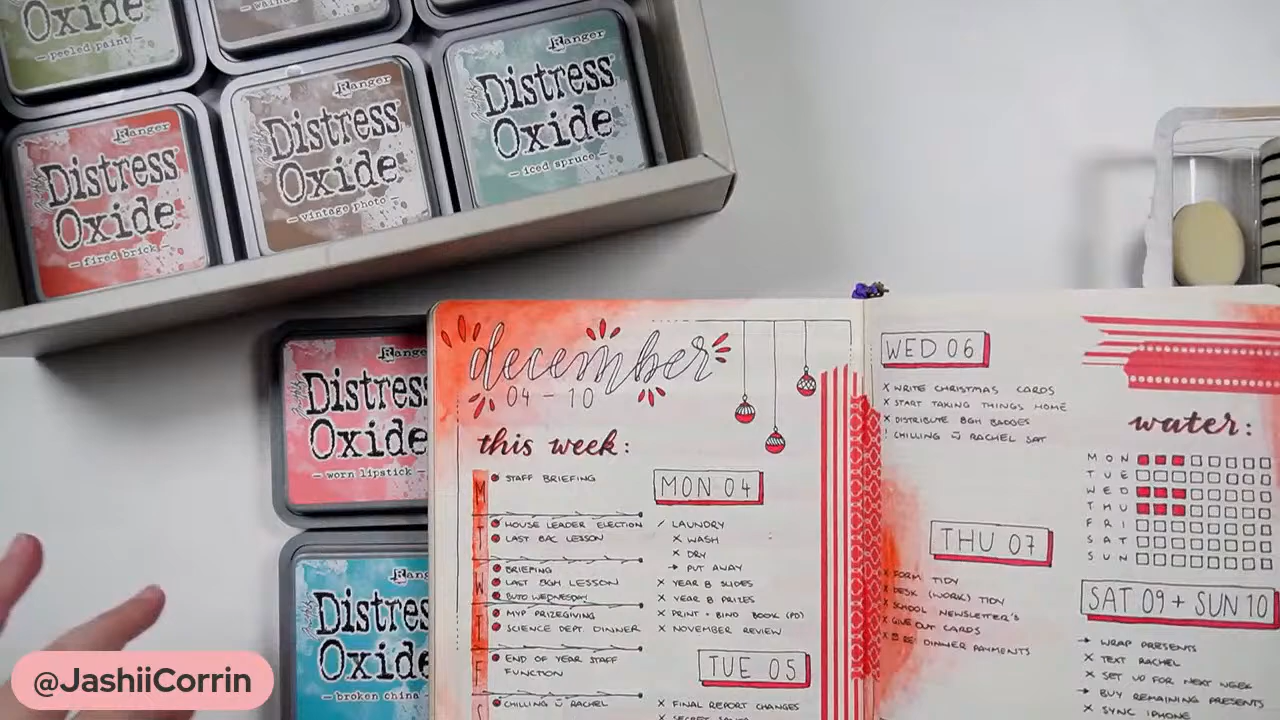 Oxide
peeled paint
Ranger
Distress
Oxide
fired brick
Ranger
Distress
Oxide
vintage photo
Ranger
Distress
Oxide
iced spruce
Ranger
Distress
Oxide
worn lipstick
Distress
Oxide
broken china
@JashiiCorrin
december
04 - 10
this week:
M
STAFF BRIEFING
T
HOUSE LEADER ELECTION
LAST BAC LESSON
W
BRIEFING
LAST BGH LESSON
BUJO WEDNESDAY
T
MYP PRIZEGIVING
SCIENCE DEPT DINNER
F
END OF YEAR STAFF
FUNCTION
S
CHILLING RACHEL
MON 04
LAUNDRY
X WASH
X DRY
→ PUT AWAY
X YEAR 8 SLIDES
X YEAR 8 PRIZES
X PRINT + BIND BOOK (PD)
X NOVEMBER REVIEW
TUE 05
X FINAL REPORT CHANGES
X SECRET SANTA
WED 06
X WRITE CHRISTMAS CARDS
X START TAKING THINGS HOME
X DISTRIBUTE BGH BADGES
! CHILLING RACHEL SAT
THU 07
X FORM TIDY
X DESK (WORK) TIDY
X SCHOOL NEWSLETTER'S
X GIVE OUT CARDS
DINNER PAYMENTS
water:
MON
TUE
WED
THU
FRI
SAT
SUN
SAT 09 + SUN 10
→ WRAP PRESENTS
X TEXT RACHEL
X SET UP FOR NEXT WEEK
→ BUY REMAINING PRESENTS
X SYNC IPHONE